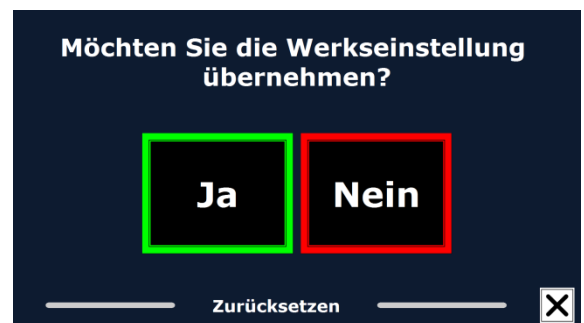 Möchten Sie die Werkseinstellung
übernehmen?
Ja
Nein
Zurücksetzen